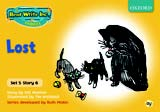 Read Write Inc.
OXFORD
Lost
Set 5 Story 6
Story by Gill Munton
Illustrated by Tim Archbold
Series developed by Ruth Miskin